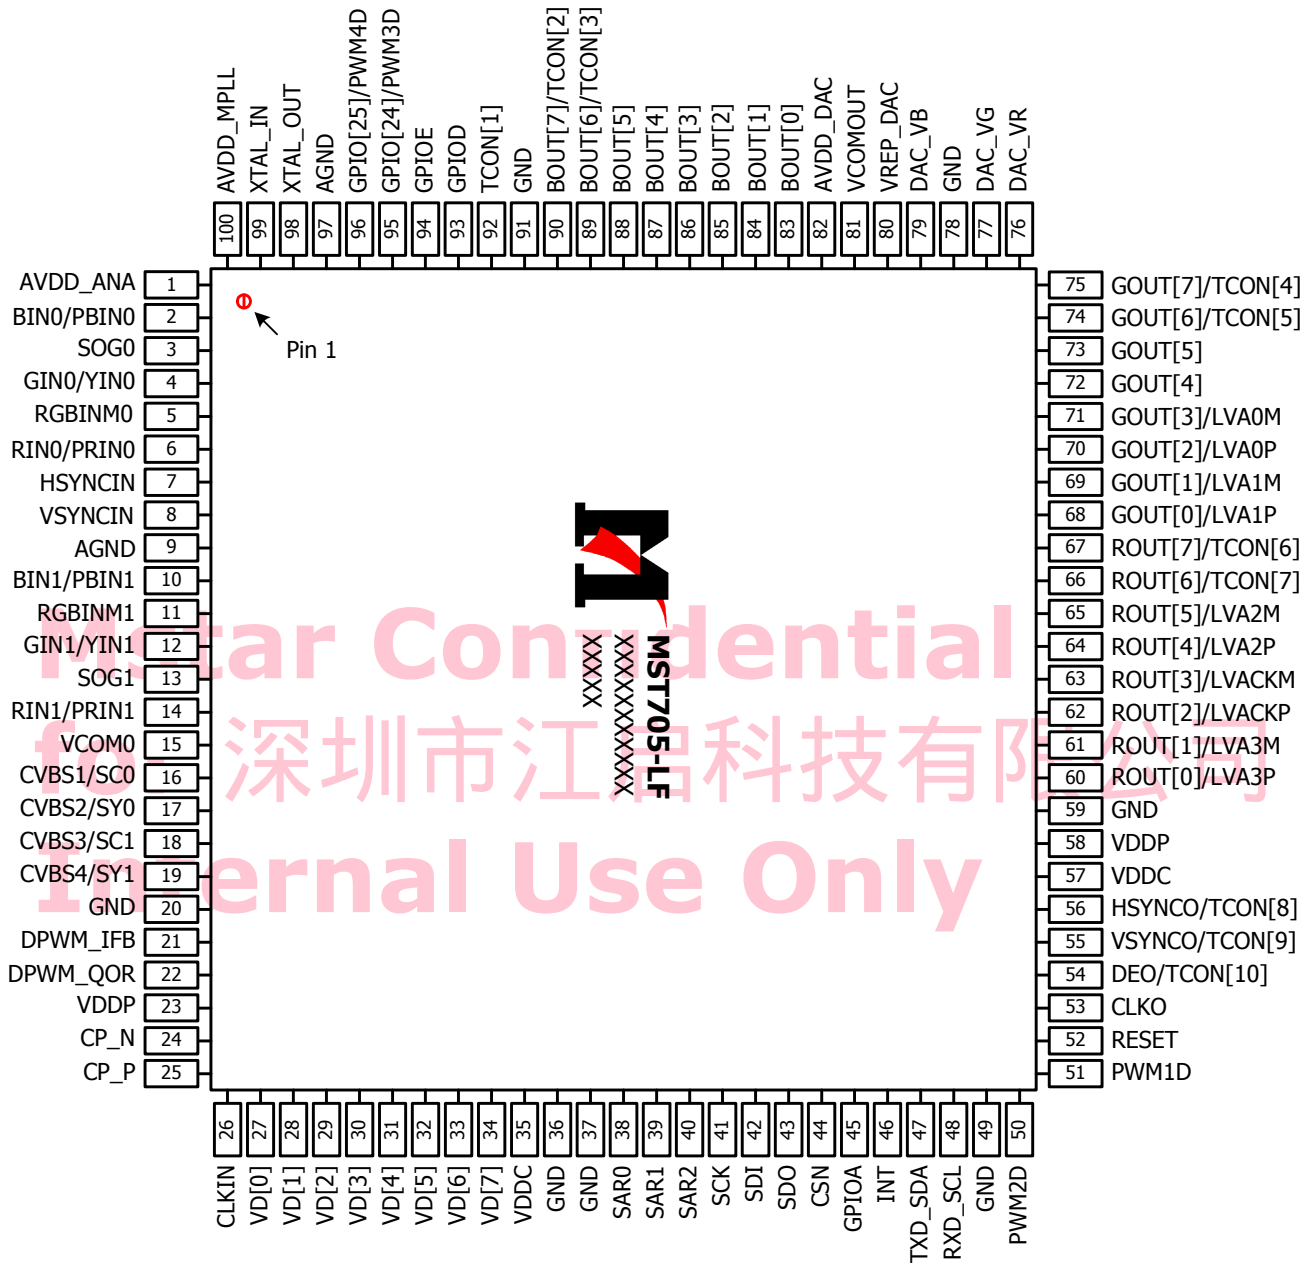 AVDD_MPLL
XTAL_IN
XTAL_OUT
AGND
GPIO[25]/PWM4D
GPIO[24]/PWM3D
GPIOE
GPIOD
TCON[1]
GND
BOUT[7]/TCON[2]
BOUT[6]/TCON[3]
BOUT[5]
BOUT[4]
BOUT[3]
BOUT[2]
BOUT[1]
BOUT[0]
AVDD_DAC
VCOMOUT
VREP_DAC
DAC_VB
GND
DAC_VG
DAC_VR
100 99 98 97 96 95 94 93 92 91 90 89 88 87 86 85 84 83 82 81 80 79 78 77 76
AVDD_ANA 1
BIN0/PBIN0 2
SOG0 3
GIN0/YIN0 4
RGBINM0 5
RIN0/PRIN0 6
HSYNCIN 7
VSYNCIN 8
AGND 9
BIN1/PBIN1 10
RGBINM1 11
GIN1/YIN1 12
SOG1 13
RIN1/PRIN1 14
VCOM0 15
CVBS1/SC0 16
CVBS2/SY0 17
CVBS3/SC1 18
CVBS4/SY1 19
GND 20
DPWM_IFB 21
DPWM_QOR 22
VDDP 23
CP_N 24
CP_P 25
Pin 1
MST705-LF
XXXXXXXXXXX
XXXXX
Mstar Confidential
for 深圳市江启科技有限公司
Internal Use Only
75 GOUT[7]/TCON[4]
74 GOUT[6]/TCON[5]
73 GOUT[5]
72 GOUT[4]
71 GOUT[3]/LVA0M
70 GOUT[2]/LVA0P
69 GOUT[1]/LVA1M
68 GOUT[0]/LVA1P
67 ROUT[7]/TCON[6]
66 ROUT[6]/TCON[7]
65 ROUT[5]/LVA2M
64 ROUT[4]/LVA2P
63 ROUT[3]/LVACKM
62 ROUT[2]/LVACKP
61 ROUT[1]/LVA3M
60 ROUT[0]/LVA3P
59 GND
58 VDDP
57 VDDC
56 HSYNCO/TCON[8]
55 VSYNCO/TCON[9]
54 DEO/TCON[10]
53 CLKO
52 RESET
51 PWM1D
26 27 28 29 30 31 32 33 34 35 36 37 38 39 40 41 42 43 44 45 46 47 48 49 50
CLKIN
VD[0]
VD[1]
VD[2]
VD[3]
VD[4]
VD[5]
VD[6]
VD[7]
VDDC
GND
GND
SAR0
SAR1
SAR2
SCK
SDI
SDO
CSN
GPIOA
INT
TXD_SDA
RXD_SCL
GND
PWM2D